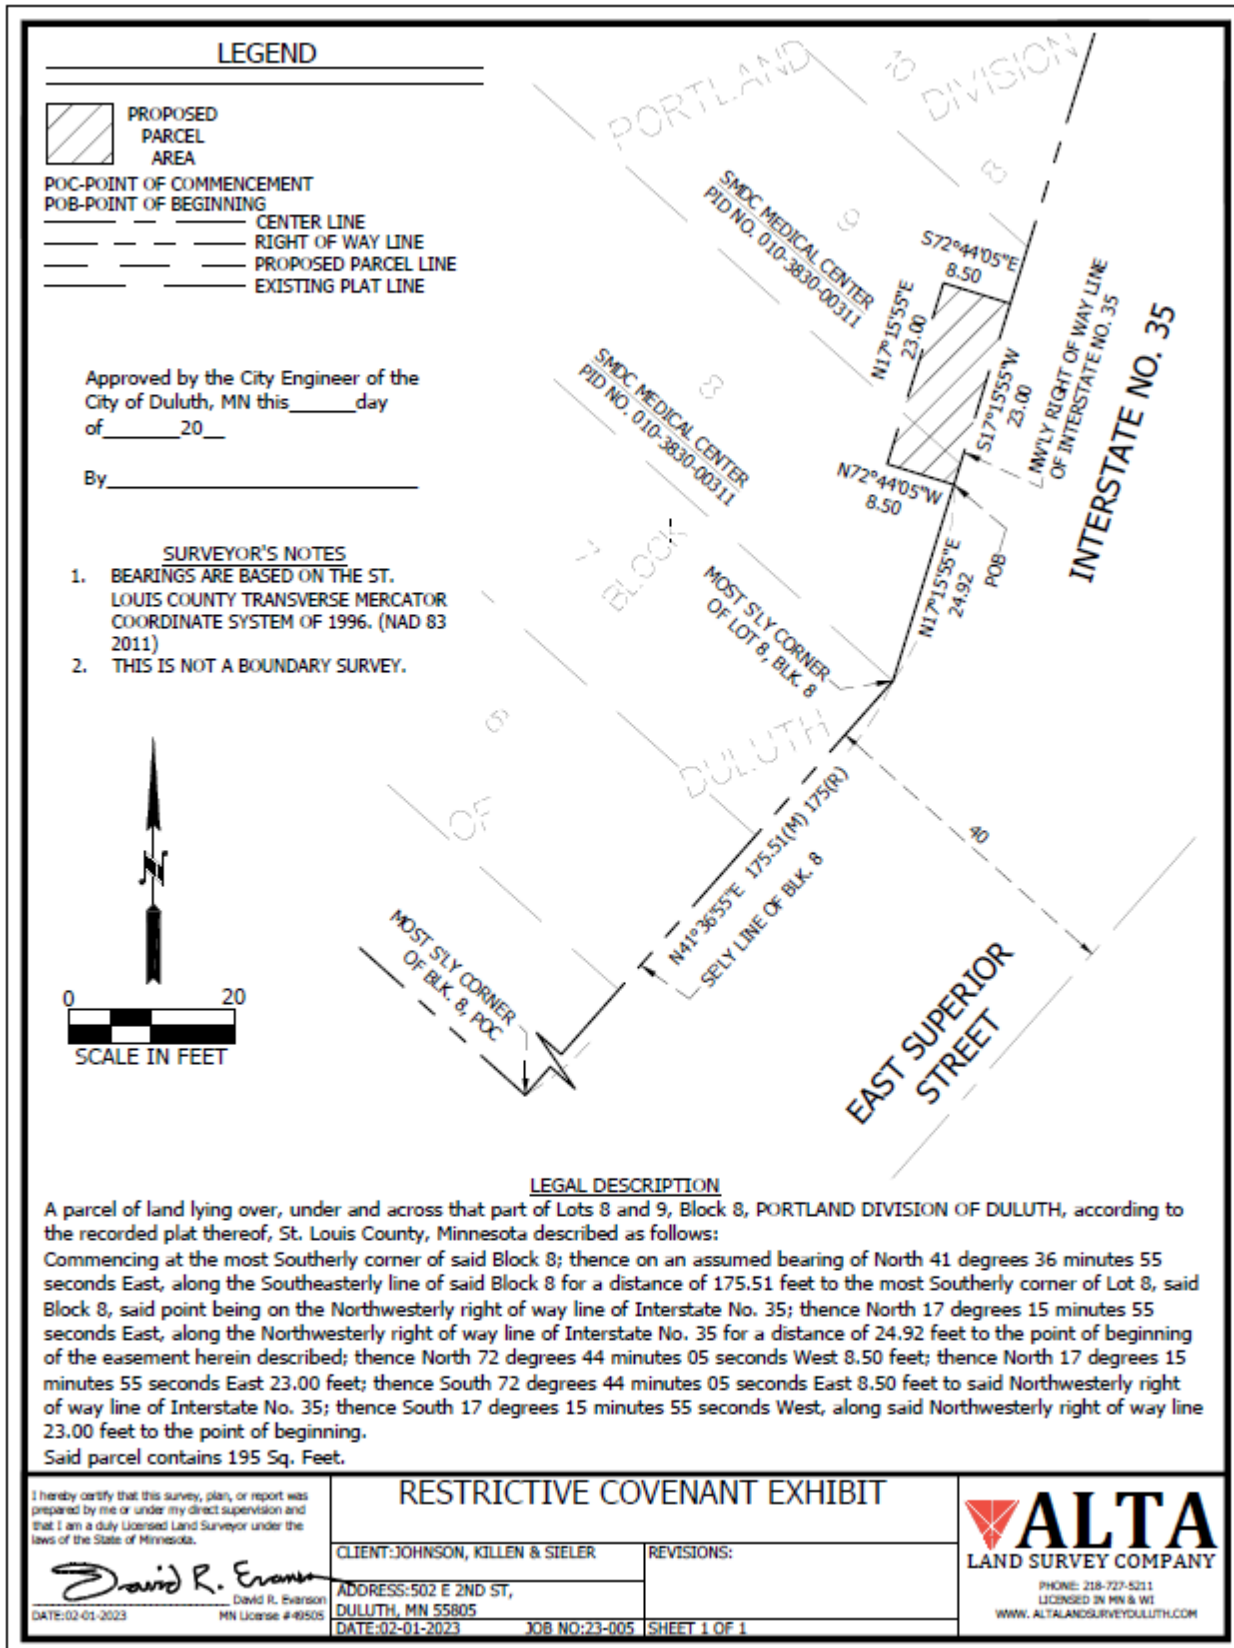 LEGEND
PROPOSED
PARCEL
AREA
POC-POINT OF COMMENCEMENT
POB-POINT OF BEGINNING
CENTER LINE
RIGHT OF WAY LINE
PROPOSED PARCEL LINE
EXISTING PLAT LINE
Approved by the City Engineer of the
City of Duluth, MN this______day
of_______20__
By____________________________
SURVEYOR'S NOTES
1. BEARINGS ARE BASED ON THE ST.
LOUIS COUNTY TRANSVERSE MERCATOR
COORDINATE SYSTEM OF 1996. (NAD 83
2011)
2. THIS IS NOT A BOUNDARY SURVEY.
N
0 20
SCALE IN FEET
PORTLAND
DIVISION
10
9
8
8
7
6
BLOCK
OF
DULUTH
SMDC MEDICAL CENTER
PID NO. 010-3830-00311
SMDC MEDICAL CENTER
PID NO. 010-3830-00311
S72°44'05"E
8.50
N17°15'55"E
23.00
S17°15'55"W
23.00
N72°44'05"W
8.50
NW'LY RIGHT OF WAY LINE
OF INTERSTATE NO. 35
INTERSTATE NO. 35
POB
N17°15'55"E
24.92
MOST S'LY CORNER
OF LOT 8, BLK. 8
N41°36'55"E 175.51(M) 175(R)
SE'LY LINE OF BLK. 8
40
MOST S'LY CORNER
OF BLK. 8, POC
EAST SUPERIOR
STREET
LEGAL DESCRIPTION
A parcel of land lying over, under and across that part of Lots 8 and 9, Block 8, PORTLAND DIVISION OF DULUTH, according to
the recorded plat thereof, St. Louis County, Minnesota described as follows:
Commencing at the most Southerly corner of said Block 8; thence on an assumed bearing of North 41 degrees 36 minutes 55
seconds East, along the Southeasterly line of said Block 8 for a distance of 175.51 feet to the most Southerly corner of Lot 8, said
Block 8, said point being on the Northwesterly right of way line of Interstate No. 35; thence North 17 degrees 15 minutes 55
seconds East, along the Northwesterly right of way line of Interstate No. 35 for a distance of 24.92 feet to the point of beginning
of the easement herein described; thence North 72 degrees 44 minutes 05 seconds West 8.50 feet; thence North 17 degrees 15
minutes 55 seconds East 23.00 feet; thence South 72 degrees 44 minutes 05 seconds East 8.50 feet to said Northwesterly right
of way line of Interstate No. 35; thence South 17 degrees 15 minutes 55 seconds West, along said Northwesterly right of way line
23.00 feet to the point of beginning.
Said parcel contains 195 Sq. Feet.
I hereby certify that this survey, plan, or report was
prepared by me or under my direct supervision and
that I am a duly Licensed Land Surveyor under the
laws of the State of Minnesota.
David R. Evanson
David R. Evanson
DATE:02-01-2023 MN License #49505
RESTRICTIVE COVENANT EXHIBIT
CLIENT:JOHNSON, KILLEN & SIELER
REVISIONS:
ADDRESS:502 E 2ND ST,
DULUTH, MN 55805
DATE:02-01-2023 JOB NO:23-005 SHEET 1 OF 1
ALTA
LAND SURVEY COMPANY
PHONE: 218-727-5211
LICENSED IN MN & WI
WWW. ALTALANDSURVEYDULUTH.COM